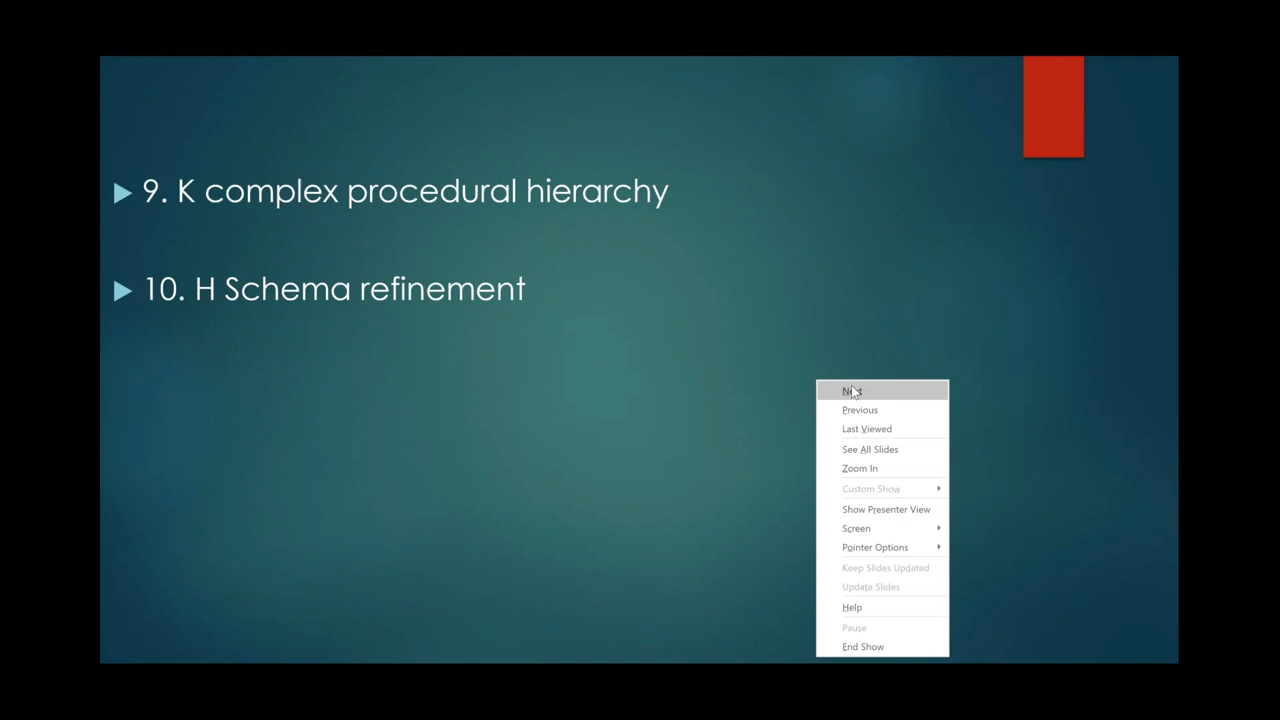 9. K complex procedural hierarchy
10. H Schema refinement
Next
Previous
Last Viewed
See All Slides
Zoom In
Custom Show
Show Presenter View
Screen
Pointer Options
Keep Slides Updated
Update Slides
Help
Pause
End Show